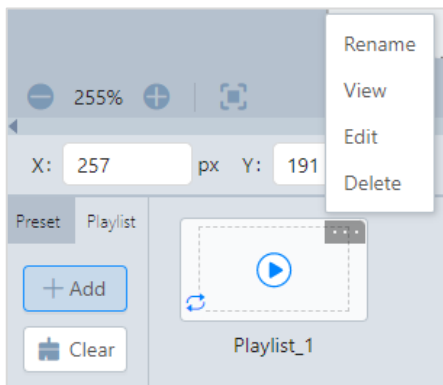 Rename
View
255%
Edit
X: 257 px Y: 191
Delete
Preset Playlist
Add
Clear
Playlist_1